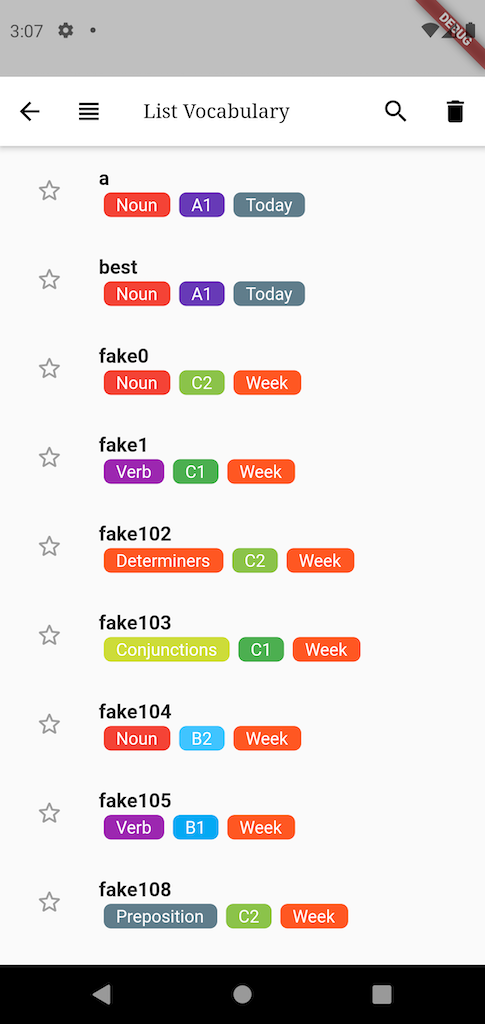 3:07
DEBUG
List Vocabulary
a
Noun A1 Today
best
Noun A1 Today
fake0
Noun C2 Week
fake1
Verb C1 Week
fake102
Determiners C2 Week
fake103
Conjunctions C1 Week
fake104
Noun B2 Week
fake105
Verb B1 Week
fake108
Preposition C2 Week